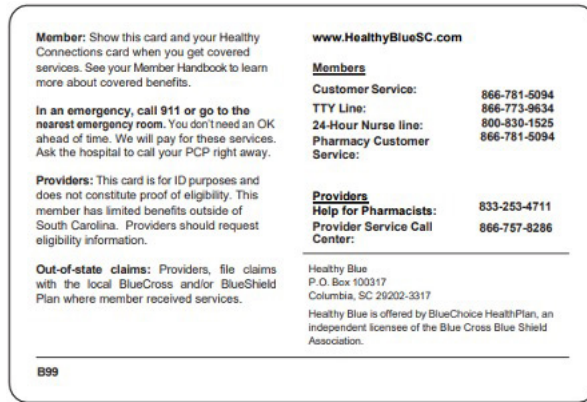 Member: Show this card and your Healthy
Connections card when you get covered
services. See your Member Handbook to learn
more about covered benefits.
In an emergency, call 911 or go to the
nearest emergency room. You don't need an OK
ahead of time. We will pay for these services.
Ask the hospital to call your PCP right away.
Providers: This card is for ID purposes and
does not constitute proof of eligibility. This
member has limited benefits outside of
South Carolina. Providers should request
eligibility information.
Out-of-state claims: Providers, file claims
with the local BlueCross and/or BlueShield
Plan where member received services.
www.HealthyBlueSC.com
Members
Customer Service: 866-781-5094
TTY Line: 866-773-9634
24-Hour Nurse line: 800-830-1525
Pharmacy Customer 866-781-5094
Service:
Providers
Help for Pharmacists: 833-253-4711
Provider Service Call 866-757-8286
Center:
Healthy Blue
P.O. Box 100317
Columbia, SC 29202-3317
Healthy Blue is offered by BlueChoice HealthPlan, an
independent licensee of the Blue Cross Blue Shield
Association.
B99